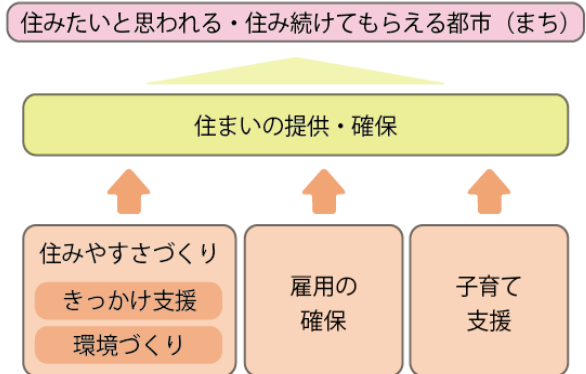 住みたいと思われる・住み続けてもらえる都市（まち）
住まいの提供・確保
住みやすさづくり
きっかけ支援
環境づくり
雇用の
確保
子育て
支援